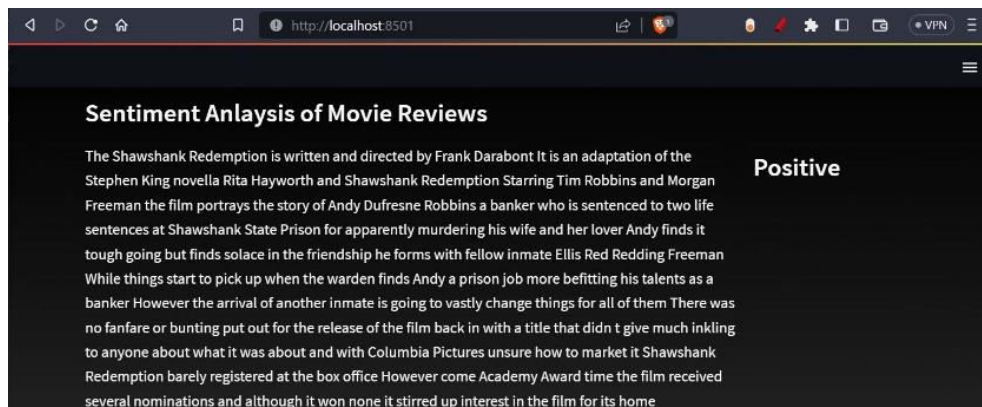 http://localhost:8501
1
VPN
Sentiment Anlaysis of Movie Reviews
The Shawshank Redemption is written and directed by Frank Darabont It is an adaptation of the
Stephen King novella Rita Hayworth and Shawshank Redemption Starring Tim Robbins and Morgan
Freeman the film portrays the story of Andy Dufresne Robbins a banker who is sentenced to two life
sentences at Shawshank State Prison for apparently murdering his wife and her lover Andy finds it
tough going but finds solace in the friendship he forms with fellow inmate Ellis Red Redding Freeman
While things start to pick up when the warden finds Andy a prison job more befitting his talents as a
banker However the arrival of another inmate is going to vastly change things for all of them There was
no fanfare or bunting put out for the release of the film back in with a title that didn t give much inkling
to anyone about what it was about and with Columbia Pictures unsure how to market it Shawshank
Redemption barely registered at the box office However come Academy Award time the film received
several nominations and although it won none it stirred up interest in the film for its home
Positive